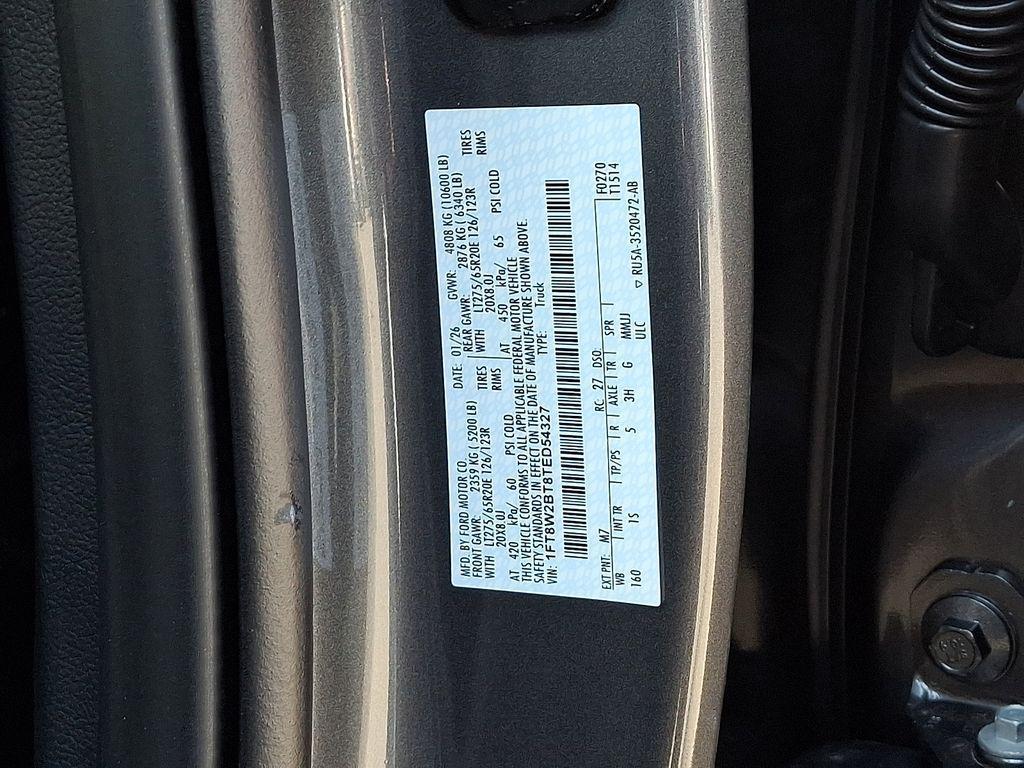 MFD. BY FORD MOTOR CO. DATE: 01/26 GVWR: 4808 KG (10600 LB)
FRONT GAWR: 2359 KG ( 5200 LB) REAR GAWR: 2876 KG ( 6340 LB)
WITH LT275/65R20E 126/123R TIRES WITH LT275/65R20E 126/123R TIRES
20X8.0J RIMS 20X8.0J RIMS
AT 420 kPa/ 60 PSI COLD AT 450 kPa/ 65 PSI COLD
THIS VEHICLE CONFORMS TO ALL APPLICABLE FEDERAL MOTOR VEHICLE
SAFETY STANDARDS IN EFFECT ON THE DATE OF MANUFACTURE SHOWN ABOVE.
VIN: 1FT8W2BT8TED54327 TYPE: Truck
EXT PNT: M7 RC: 27 DSO: F0270
WB INT TR TP/PS R AXLE TR SPR T1514
160 1S 5 3H G MMJJ
ULC ▽ RU5A-3520472-AB